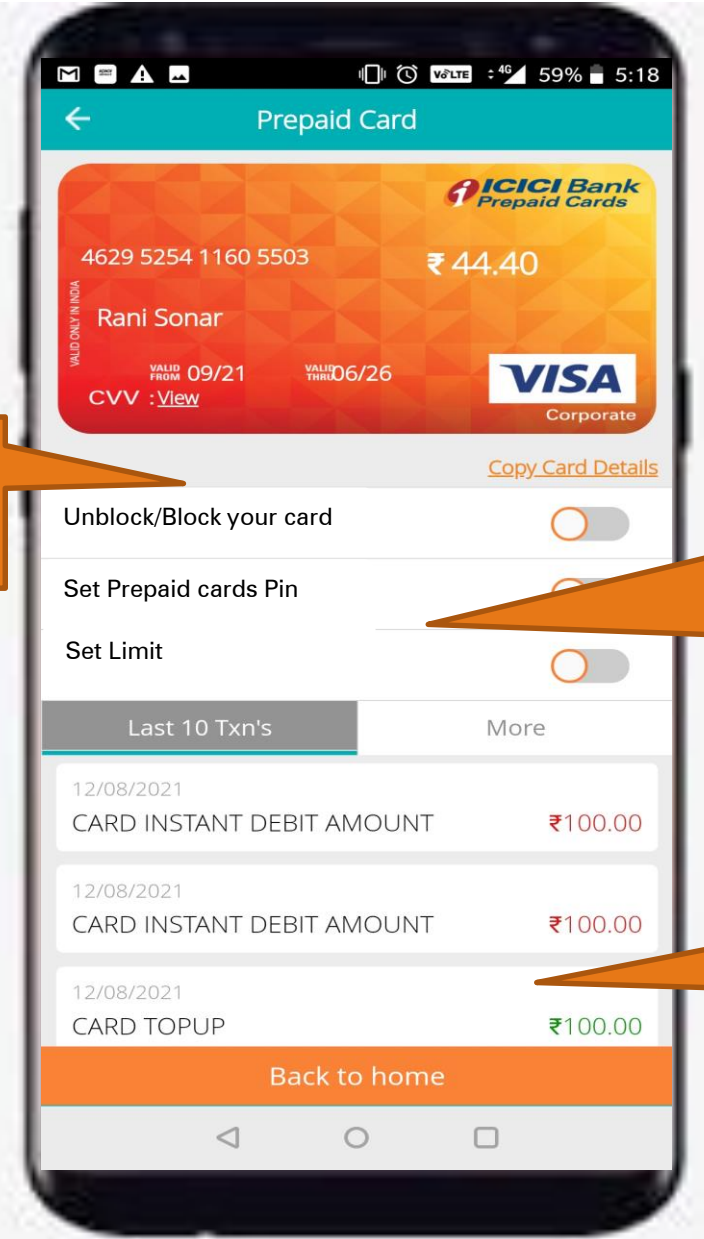 VoLTE 4G 59% 5:18
Prepaid Card
ICICI Bank
Prepaid Cards
4629 5254 1160 5503
₹ 44.40
VALID ONLY IN INDIA
Rani Sonar
VALID FROM 09/21 VALID THRU 06/26
VISA
CVV : View
Corporate
Copy Card Details
Unblock/Block your card
Set Prepaid cards Pin
Set Limit
Last 10 Txn's More
12/08/2021
CARD INSTANT DEBIT AMOUNT ₹100.00
12/08/2021
CARD INSTANT DEBIT AMOUNT ₹100.00
12/08/2021
CARD TOPUP ₹100.00
Back to home